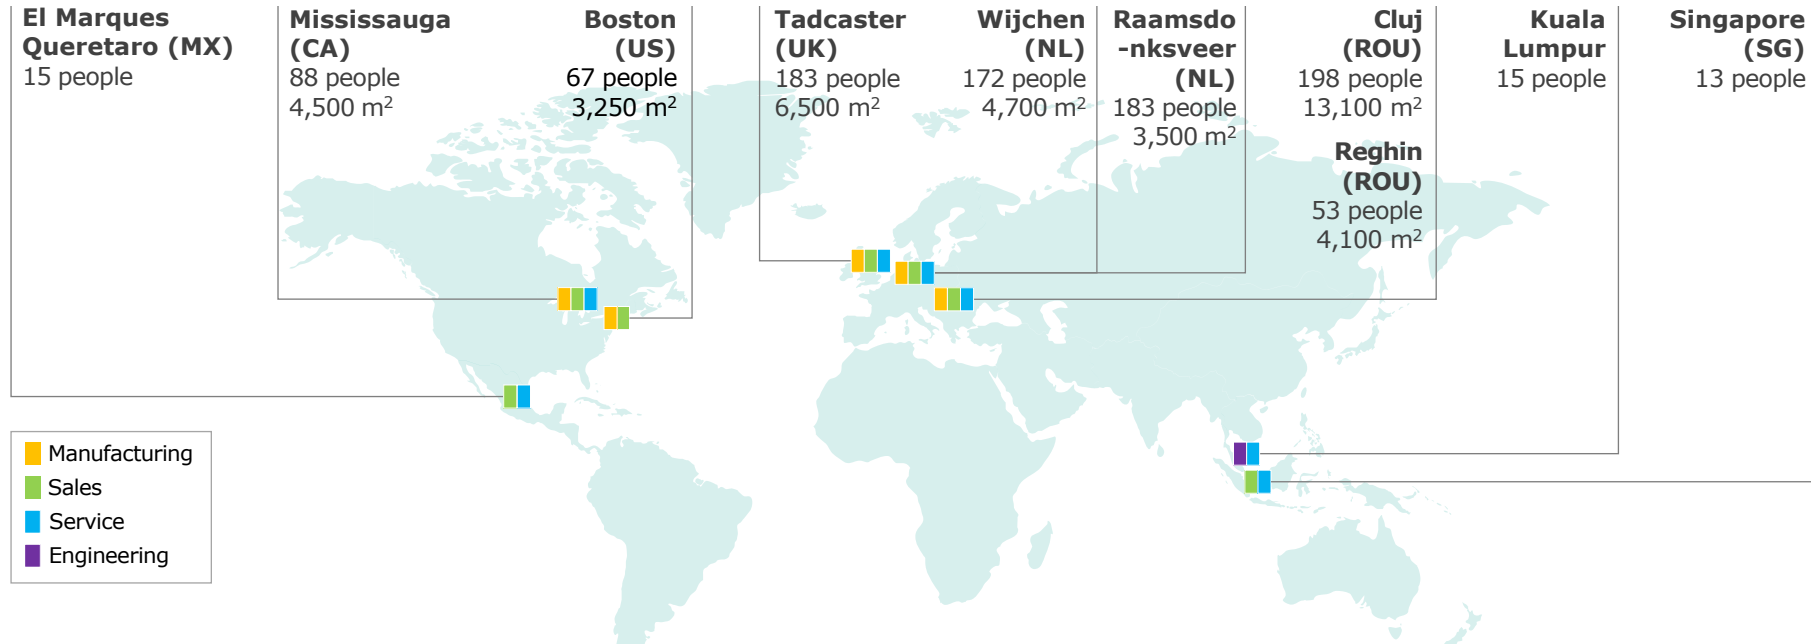 El Marques
Queretaro (MX)
15 people
Mississauga
(CA)
88 people
4,500 m²
Boston
(US)
67 people
3,250 m²
Tadcaster
(UK)
183 people
6,500 m²
Wijchen
(NL)
172 people
4,700 m²
Raamsdo
-nksveer
(NL)
183 people
3,500 m²
Cluj
(ROU)
198 people
13,100 m²
Reghin
(ROU)
53 people
4,100 m²
Kuala
Lumpur
15 people
Singapore
(SG)
13 people
Manufacturing
Sales
Service
Engineering